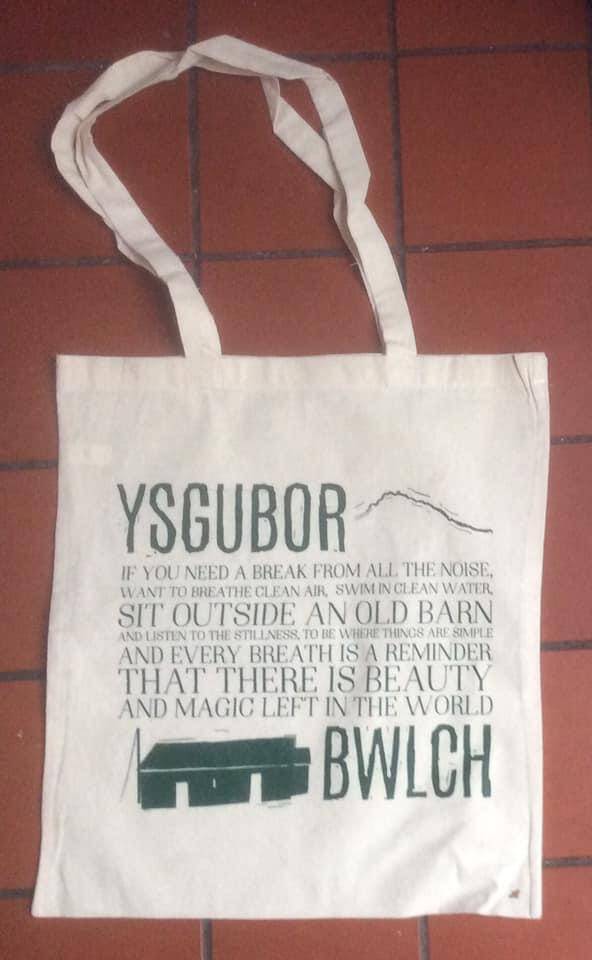 YSGUBOR
IF YOU NEED A BREAK FROM ALL THE NOISE,
WANT TO BREATHE CLEAN AIR, SWIM IN CLEAN WATER,
SIT OUTSIDE AN OLD BARN
AND LISTEN TO THE STILLNESS, TO BE WHERE THINGS ARE SIMPLE
AND EVERY BREATH IS A REMINDER
THAT THERE IS BEAUTY
AND MAGIC LEFT IN THE WORLD
BWLCH